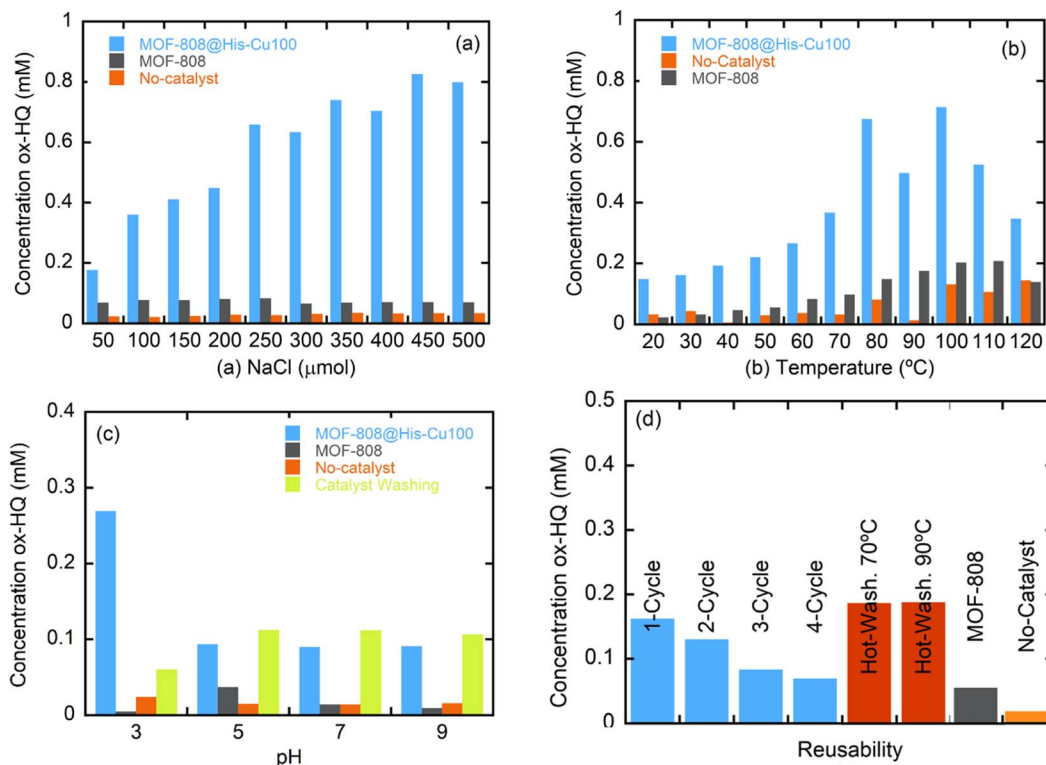 Concentration ox-HQ (mM)
1
0.8
0.6
0.4
0.2
0
MOF-808@His-Cu100
MOF-808
No-catalyst
(a)
50 100 150 200 250 300 350 400 450 500
(a) NaCl (μmol)
Concentration ox-HQ (mM)
1
0.8
0.6
0.4
0.2
0
MOF-808@His-Cu100
No-Catalyst
MOF-808
(b)
20 30 40 50 60 70 80 90 100 110 120
(b) Temperature (ºC)
Concentration ox-HQ (mM)
0.4
0.3
0.2
0.1
0
(c)
MOF-808@His-Cu100
MOF-808
No-catalyst
Catalyst Washing
3 5 7 9
pH
Concentration ox-HQ (mM)
0.5
0.4
0.3
0.2
0.1
0
(d)
1-Cycle
2-Cycle
3-Cycle
4-Cycle
Hot-Wash. 70ºC
Hot-Wash. 90ºC
MOF-808
No-Catalyst
Reusability